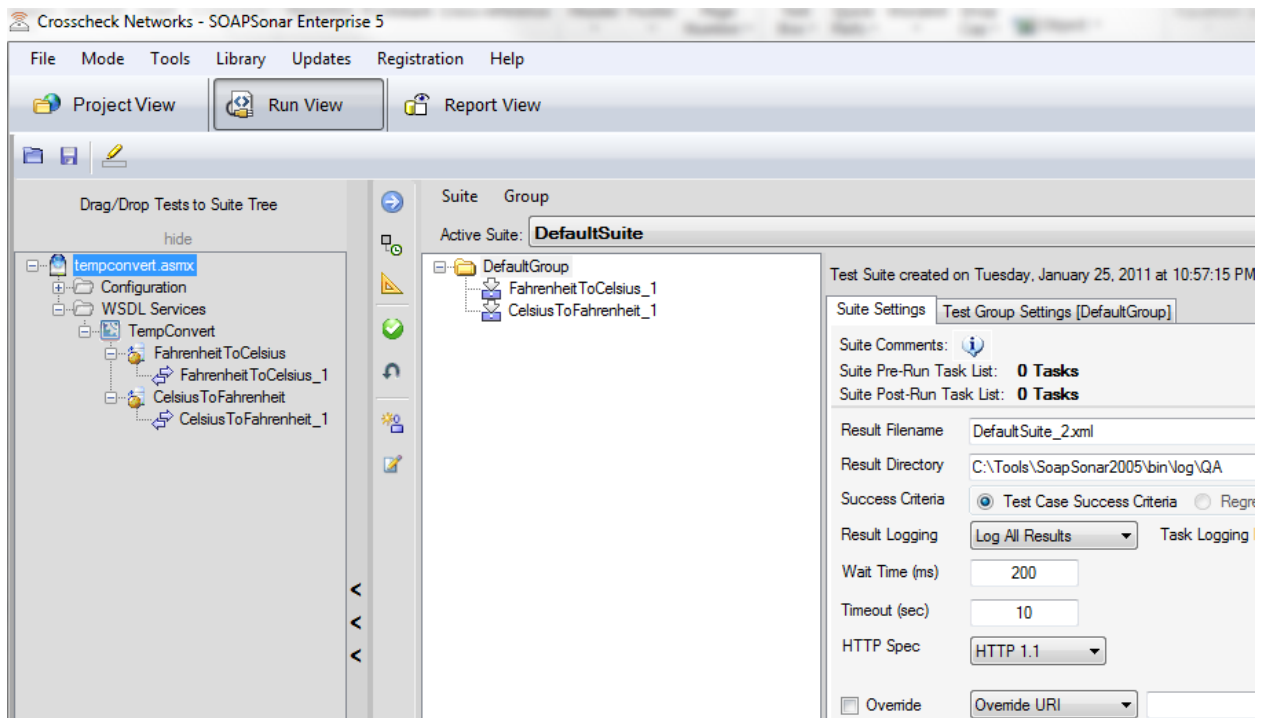 Crosscheck Networks - SOAPSonar Enterprise 5
File Mode Tools Library Updates Registration Help
Project View Run View Report View
Drag/Drop Tests to Suite Tree
hide
tempconvert.asmx
Configuration
WSDL Services
TempConvert
FahrenheitToCelsius
FahrenheitToCelsius_1
CelsiusToFahrenheit
CelsiusToFahrenheit_1
<
<
<
Suite Group
Active Suite: DefaultSuite
DefaultGroup
FahrenheitToCelsius_1
CelsiusToFahrenheit_1
Test Suite created on Tuesday, January 25, 2011 at 10:57:15 PM
Suite Settings Test Group Settings [DefaultGroup]
Suite Comments:
Suite Pre-Run Task List: 0 Tasks
Suite Post-Run Task List: 0 Tasks
Result Filename DefaultSuite_2.xml
Result Directory C:\Tools\SoapSonar2005\bin\log\QA
Success Criteria Test Case Success Criteria Regre
Result Logging Log All Results Task Logging
Wait Time (ms) 200
Timeout (sec) 10
HTTP Spec HTTP 1.1
Override Override URI